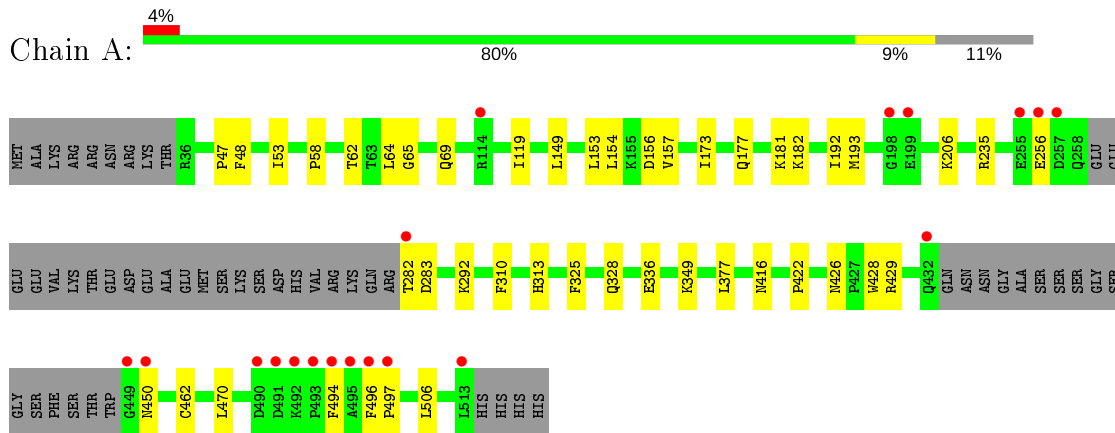 4%
Chain A:
80% 9% 11%
MET ALA LYS ARG ARG ASN ARG LYS THR R36 P47 F48 I53 P58 T62 T63 L64 G65 Q69 R114 I119 L149 L153 L154 K155 D156 V157 I173 Q177 K181 K182 I192 M193 G198 E199 K206 R235 E255 E256 D257 Q258 GLU GLU
GLU GLU VAL LYS THR GLU ASP GLU ALA GLU MET SER LYS SER ASP HIS VAL ARG LYS GLN ARG T282 D283 K292 F310 H313 F325 Q328 E336 K349 L377 N416 P422 N426 P427 W428 R429 Q432 GLN ASN ASN GLY ALA SER SER SER GLY SER
GLY SER PHE SER THR TRP G449 N450 C462 L470 D490 D491 K492 P493 F494 A495 F496 P497 L506 L513 HIS HIS HIS HIS